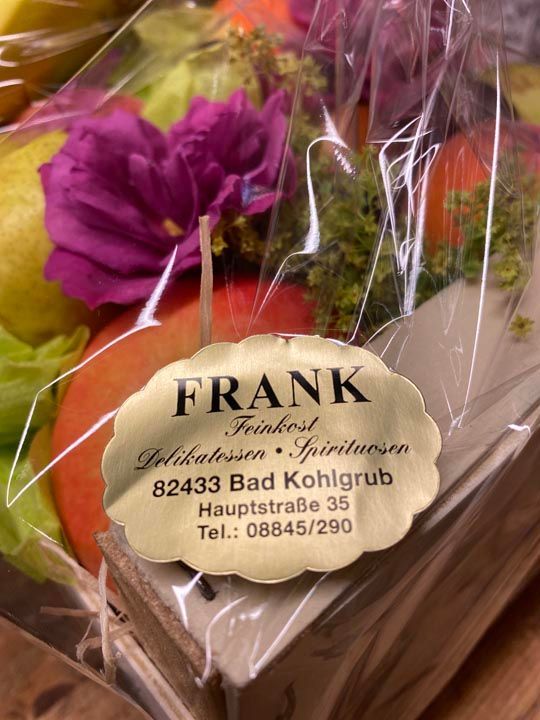 FRANK
Feinkost
Delikatessen • Spirituosen
82433 Bad Kohlgrub
Hauptstraße 35
Tel.: 08845/290